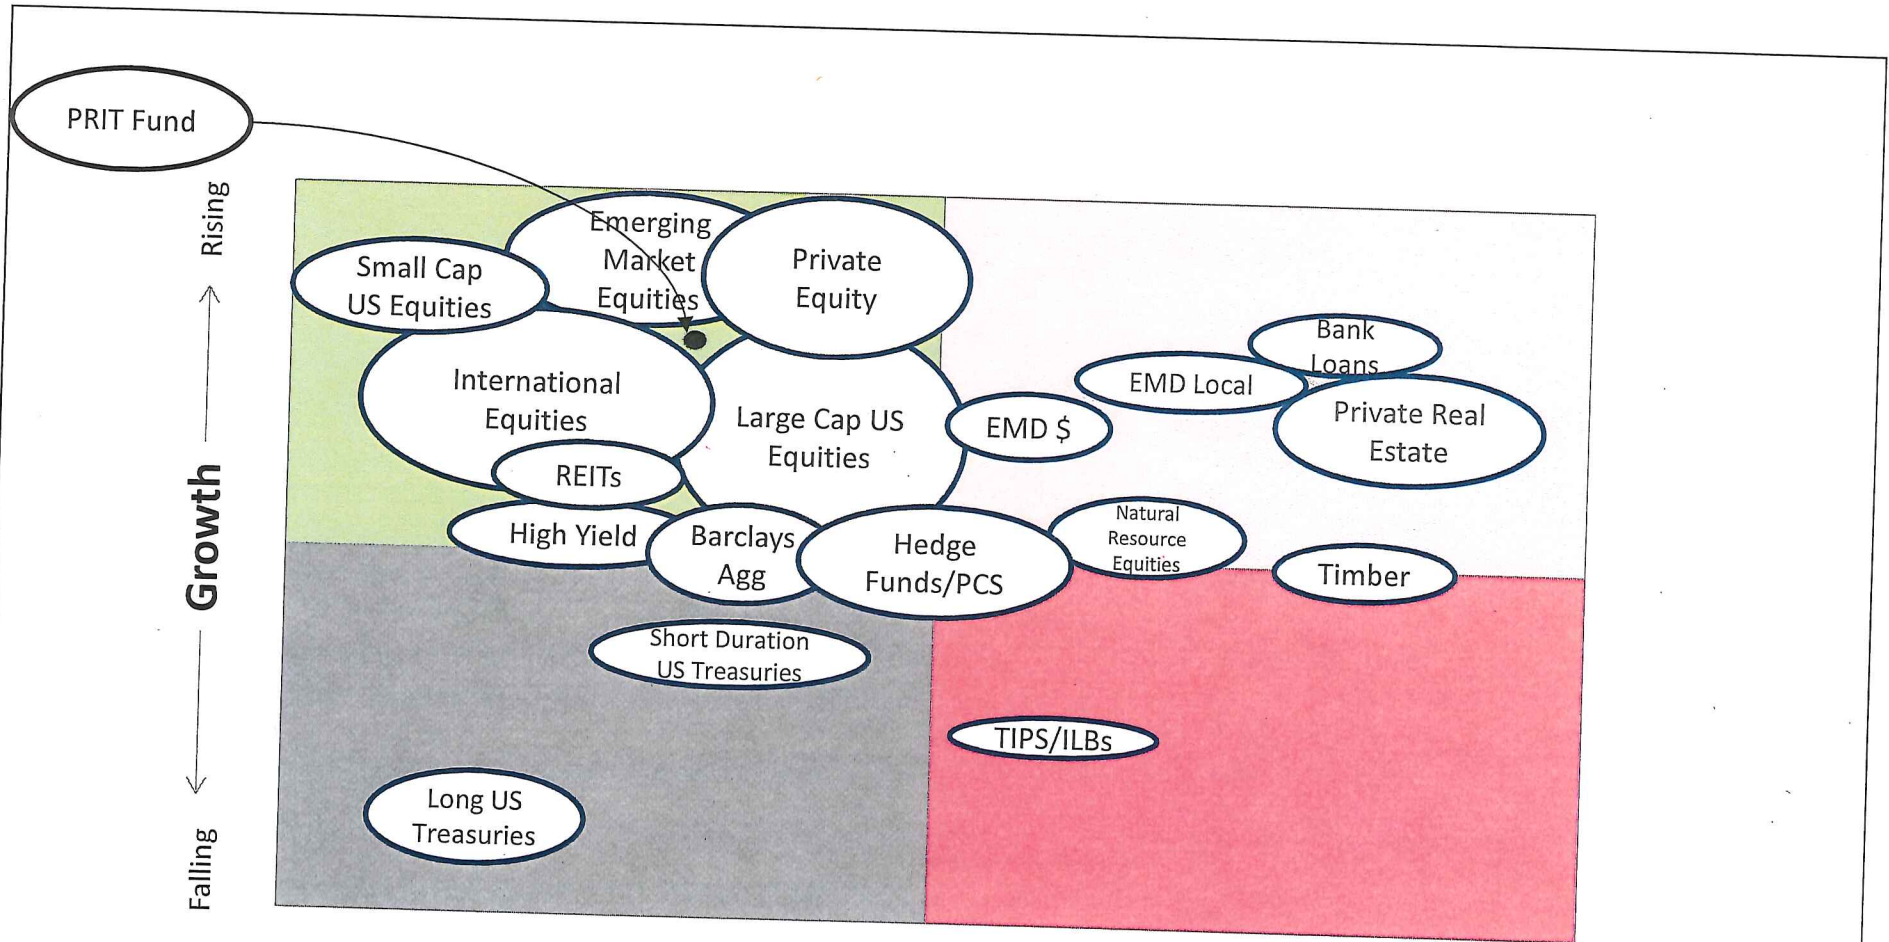 PRIT Fund
Rising
Growth
Falling
Emerging
Market
Equities
Private
Equity
Small Cap
US Equities
International
Equities
Large Cap US
Equities
REITs
High Yield
Barclays
Agg
Hedge
Funds/PCS
EMD $
EMD Local
Bank
Loans
Private Real
Estate
Natural
Resource
Equities
Timber
Short Duration
US Treasuries
TIPS/ILBs
Long US
Treasuries